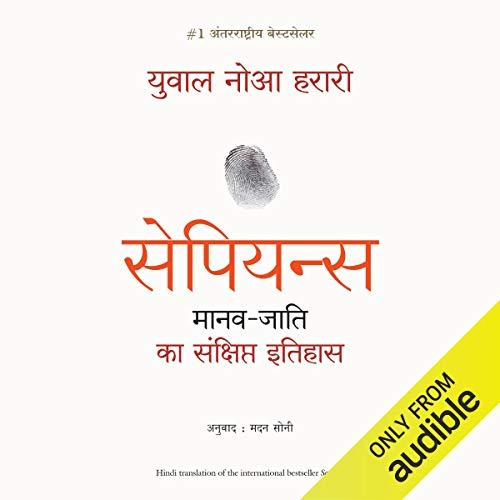 #1 अंतरराष्ट्रीय बेस्टसेलर
युवाल नोआ हरारी
सेपियन्स
मानव-जाति
का संक्षिप्त इतिहास
अनुवाद : मदन सोनी
Hindi translation of the international bestseller
ONLY FROM
audible